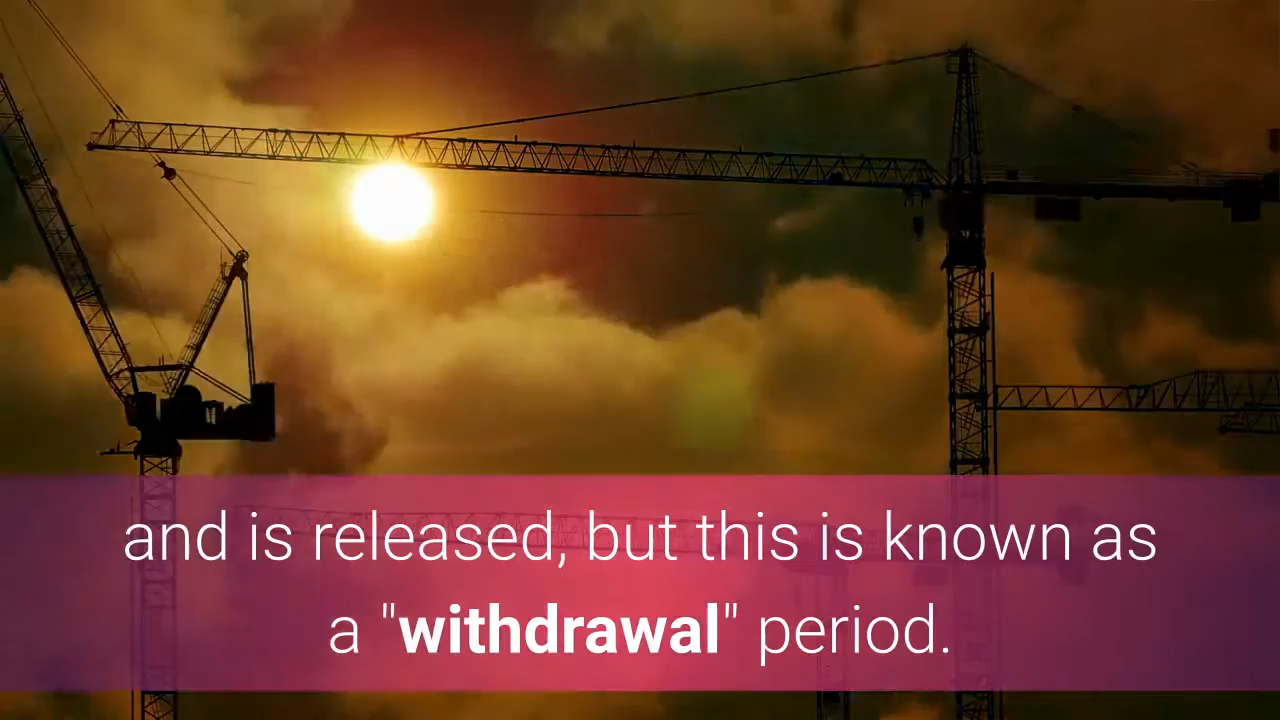 and is released, but this is known as
a "withdrawal" period.